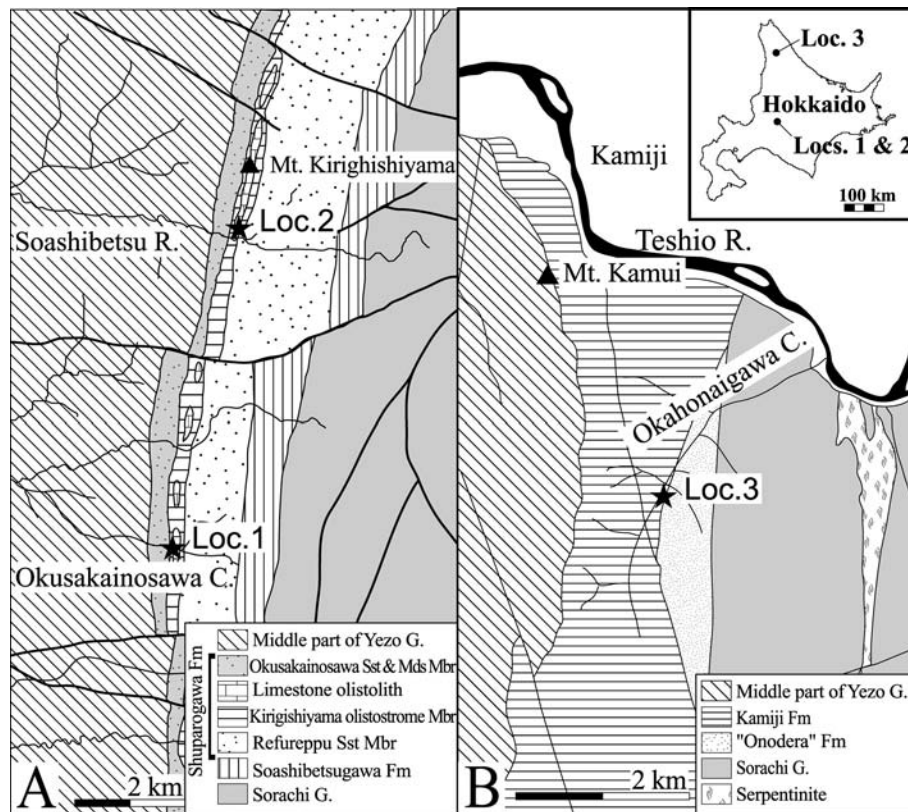 Mt. Kirighishiyama
Loc.2
Soashibetsu R.
Loc.1
Okusakainosawa C.
Shuparogawa Fm
Middle part of Yezo G.
Okusakainosawa Sst & Mds Mbr
Limestone olistolith
Kirigishiyama olistostrome Mbr
Refureppu Sst Mbr
Soashibetsugawa Fm
Sorachi G.
A
2 km
Loc. 3
Hokkaido
Locs. 1 & 2
100 km
Kamiji
Teshio R.
Mt. Kamui
Okahonaigawa C.
Loc.3
Middle part of Yezo G.
Kamiji Fm
"Onodera" Fm
Sorachi G.
Serpentinite
B
2 km